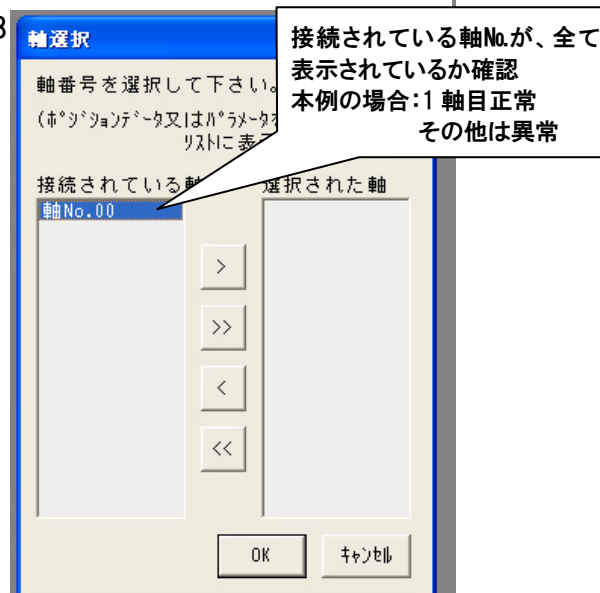 3
軸選択
接続されている軸№が、全て
表示されているか確認
本例の場合:1 軸目正常
その他は異常
軸番号を選択して下さい。
(ﾎﾟｼﾞｼｮﾝﾃﾞｰﾀ又はﾊﾟﾗﾒｰﾀを
ﾘｽﾄに表
接続されている軸
選択された軸
軸No.00
>
>>
<
<<
OK
ｷｬﾝｾﾙ